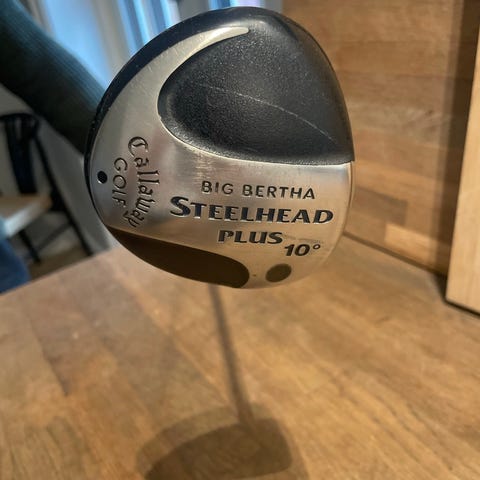 Callaway
GOLF
BIG BERTHA
STEELHEAD
PLUS
10°